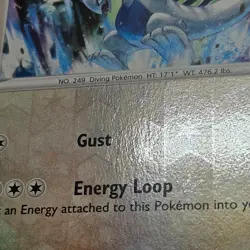 NO. 249. Diving Pokémon. HT: 17'1" WT: 476.2 lbs.
Gust
Energy Loop
an Energy attached to this Pokémon into yo